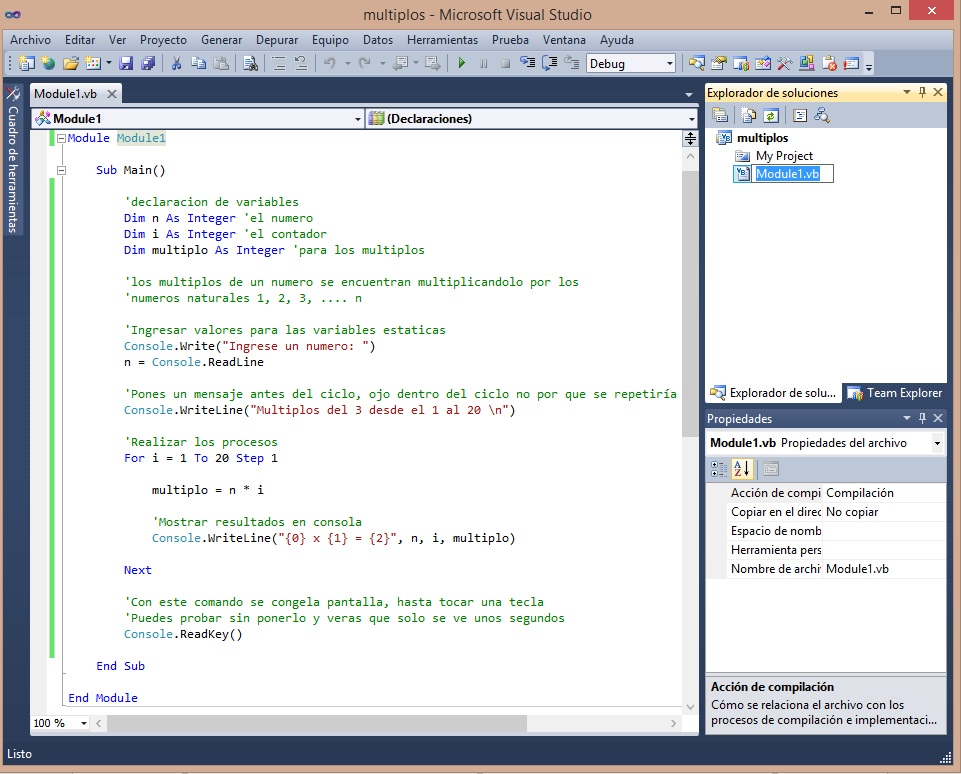 multiplos - Microsoft Visual Studio
Archivo Editar Ver Proyecto Generar Depurar Equipo Datos Herramientas Prueba Ventana Ayuda
Debug
Cuadro de herramientas
Module1.vb
Module1 (Declaraciones)
Module Module1
Sub Main()
'declaracion de variables
Dim n As Integer 'el numero
Dim i As Integer 'el contador
Dim multiplo As Integer 'para los multiplos
'los multiplos de un numero se encuentran multiplicandolo por los
'numeros naturales 1, 2, 3, .... n
'Ingresar valores para las variables estaticas
Console.Write("Ingrese un numero: ")
n = Console.ReadLine
'Pones un mensaje antes del ciclo, ojo dentro del ciclo no por que se repetiría
Console.WriteLine("Multiplos del 3 desde el 1 al 20 \n")
'Realizar los procesos
For i = 1 To 20 Step 1
multiplo = n * i
'Mostrar resultados en consola
Console.WriteLine("{0} x {1} = {2}", n, i, multiplo)
Next
'Con este comando se congela pantalla, hasta tocar una tecla
'Puedes probar sin ponerlo y veras que solo se ve unos segundos
Console.ReadKey()
End Sub
End Module
100 %
Explorador de soluciones
multiplos
My Project
Module1.vb
Explorador de solu... Team Explorer
Propiedades
Module1.vb Propiedades del archivo
Acción de compi Compilación
Copiar en el direc No copiar
Espacio de nomb
Herramienta pers
Nombre de archi Module1.vb
Acción de compilación
Cómo se relaciona el archivo con los
procesos de compilación e implementaci...
Listo